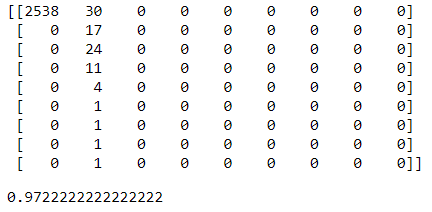 [[2538 30 0 0 0 0 0 0 0]
[ 0 17 0 0 0 0 0 0 0]
[ 0 24 0 0 0 0 0 0 0]
[ 0 11 0 0 0 0 0 0 0]
[ 0 4 0 0 0 0 0 0 0]
[ 0 1 0 0 0 0 0 0 0]
[ 0 1 0 0 0 0 0 0 0]
[ 0 1 0 0 0 0 0 0 0]
[ 0 1 0 0 0 0 0 0 0]]
0.9722222222222222